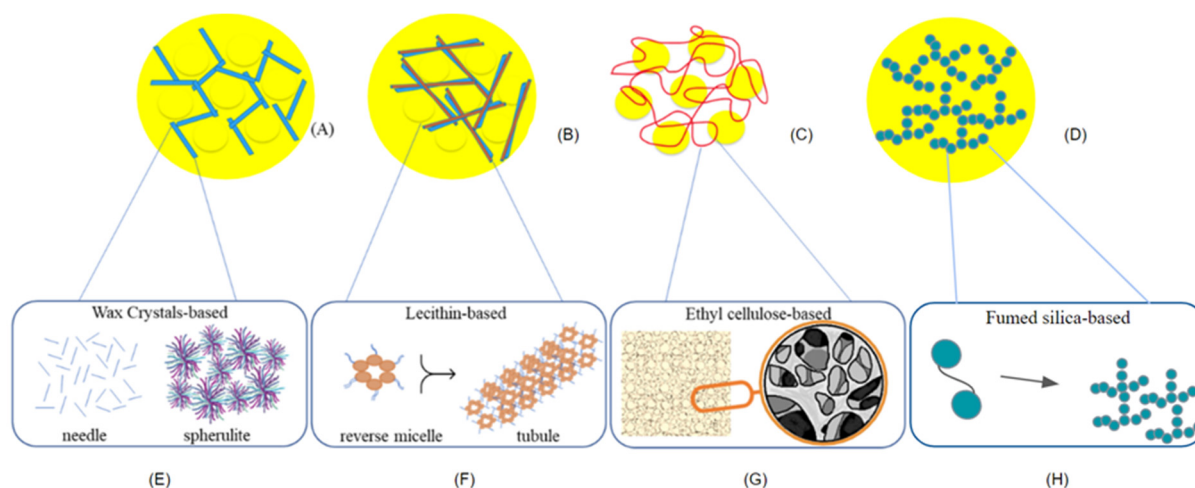 (A)
(B)
(C)
(D)
Wax Crystals-based
needle
spherulite
Lecithin-based
reverse micelle
tubule
Ethyl cellulose-based
Fumed silica-based
(E)
(F)
(G)
(H)